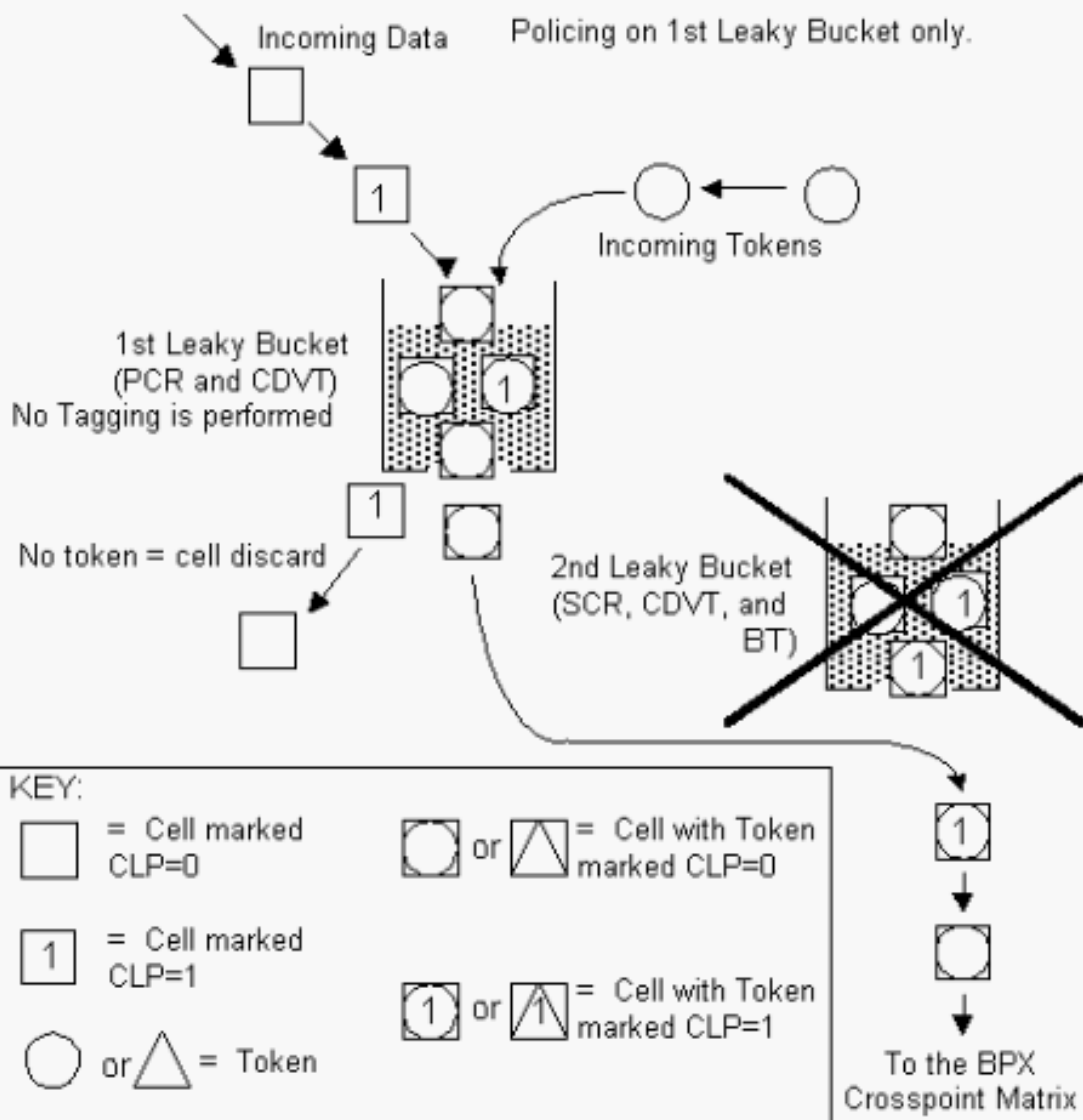 Incoming Data
Policing on 1st Leaky Bucket only.
1
Incoming Tokens
1st Leaky Bucket
(PCR and CDVT)
No Tagging is performed
1
1
No token = cell discard
2nd Leaky Bucket
(SCR, CDVT, and
BT)
1
1
1
To the BPX
Crosspoint Matrix
KEY:
= Cell marked
CLP=0
or
= Cell with Token
marked CLP=0
1
= Cell marked
CLP=1
1 or 1
= Cell with Token
marked CLP=1
or
= Token